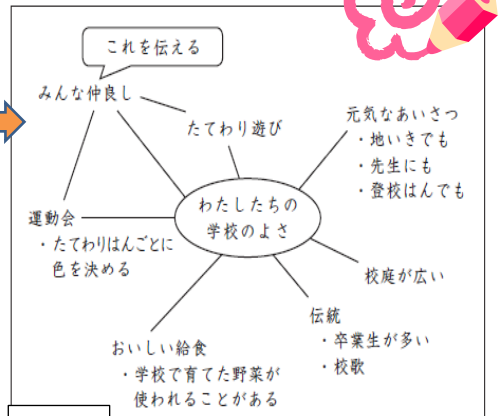 これを伝える
みんな仲良し
たてわり遊び
元気なあいさつ
・地いきでも
・先生にも
・登校はんでも
わたしたちの
学校のよさ
運動会
・たてわりはんごとに
色を決める
校庭が広い
伝統
・卒業生が多い
・校歌
おいしい給食
・学校で育てた野菜が
使われることがある